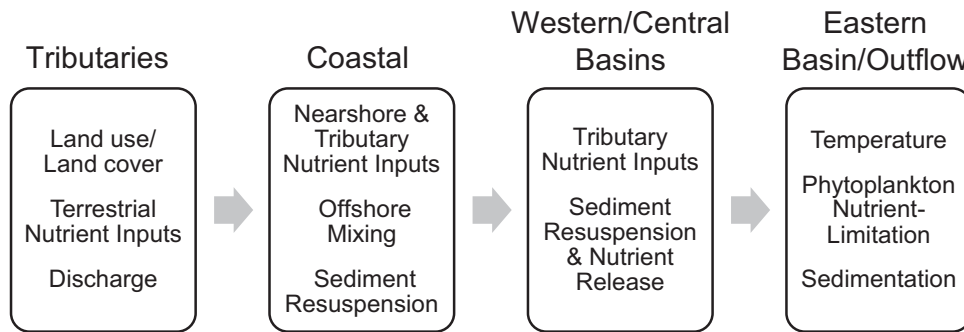 Tributaries
Land use/
Land cover
Terrestrial
Nutrient Inputs
Discharge
Coastal
Nearshore &
Tributary
Nutrient Inputs
Offshore
Mixing
Sediment
Resuspension
Western/Central
Basins
Tributary
Nutrient Inputs
Sediment
Resuspension
& Nutrient
Release
Eastern
Basin/Outflow
Temperature
Phytoplankton
Nutrient-
Limitation
Sedimentation